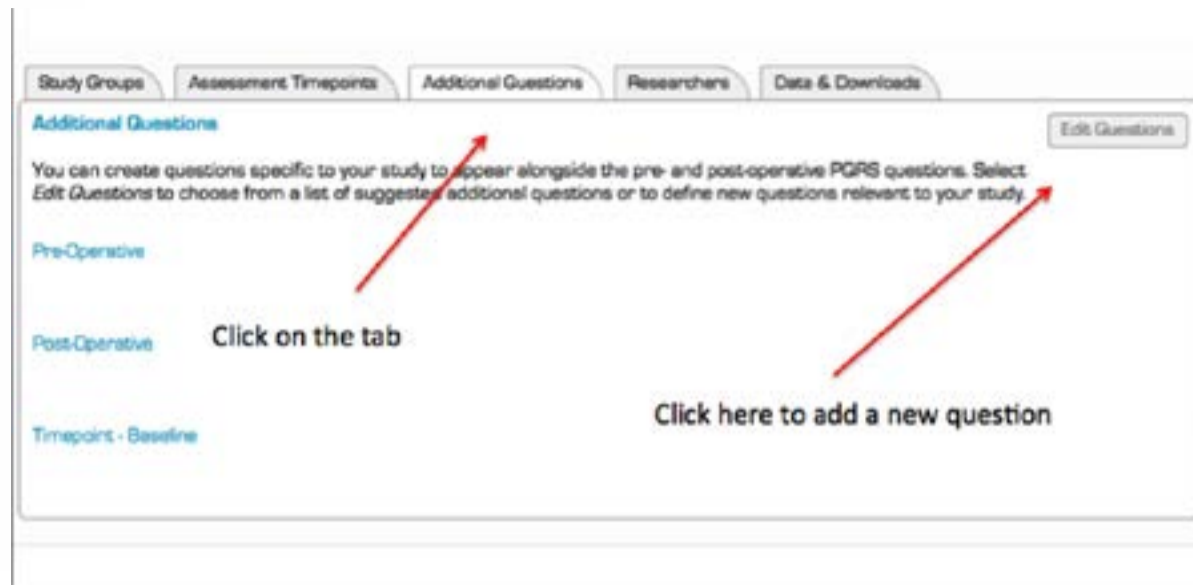 Study Groups Assessment Timepoints Additional Questions Researchers Data & Downloads
Additional Questions
Edit Questions
You can create questions specific to your study to appear alongside the pre- and post-operative PQRS questions. Select
Edit Questions to choose from a list of suggested additional questions or to define new questions relevant to your study.
Pre-Operative
Click on the tab
Post-Operative
Click here to add a new question
Timepoint - Baseline